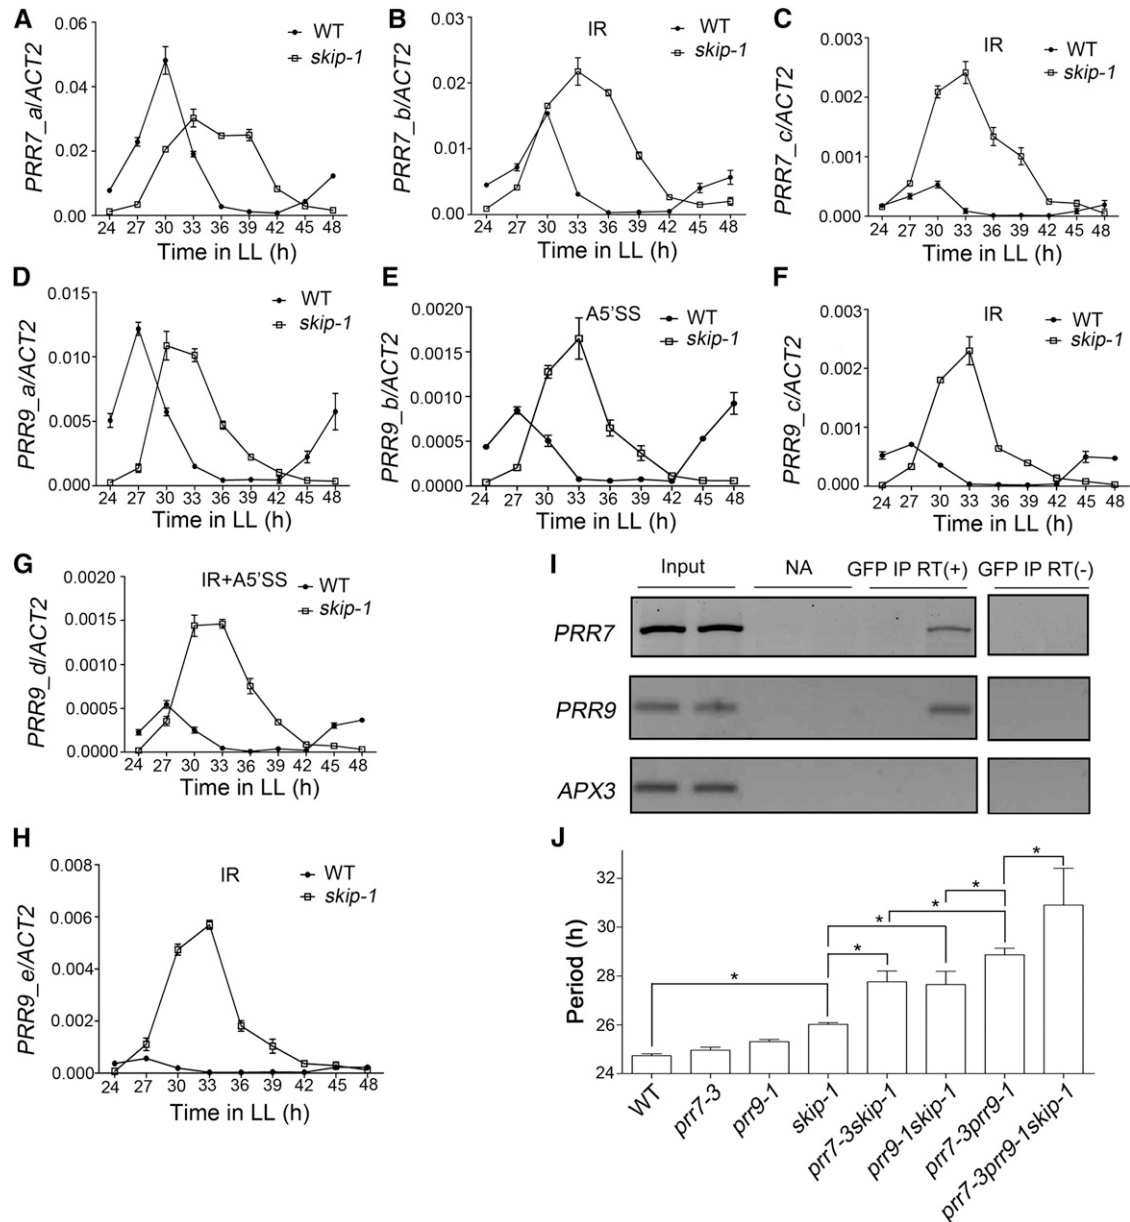 A
PRR7_a/ACT2
0.06
0.04
0.02
0.00
WT
skip-1
24 27 30 33 36 39 42 45 48
Time in LL (h)
B
PRR7_b/ACT2
0.03
0.02
0.01
0.00
IR
WT
skip-1
24 27 30 33 36 39 42 45 48
Time in LL (h)
C
PRR7_c/ACT2
0.003
0.002
0.001
0.000
IR
WT
skip-1
24 27 30 33 36 39 42 45 48
Time in LL (h)
D
PRR9_a/ACT2
0.015
0.010
0.005
0.000
WT
skip-1
24 27 30 33 36 39 42 45 48
Time in LL (h)
E
PRR9_b/ACT2
0.0020
0.0015
0.0010
0.0005
0.0000
A5'SS
WT
skip-1
24 27 30 33 36 39 42 45 48
Time in LL (h)
F
PRR9_c/ACT2
0.003
0.002
0.001
0.000
IR
WT
skip-1
24 27 30 33 36 39 42 45 48
Time in LL (h)
G
PRR9_d/ACT2
0.0020
0.0015
0.0010
0.0005
0.0000
IR+A5'SS
WT
skip-1
24 27 30 33 36 39 42 45 48
Time in LL (h)
H
PRR9_e/ACT2
0.008
0.006
0.004
0.002
0.000
IR
WT
skip-1
24 27 30 33 36 39 42 45 48
Time in LL (h)
I
Input NA GFP IP RT(+) GFP IP RT(-)
PRR7
PRR9
APX3
J
Period (h)
32
30
28
26
24
*
*
*
*
*
*
WT
prr7-3
prr9-1
skip-1
prr7-3skip-1
prr9-1skip-1
prr7-3prr9-1
prr7-3prr9-1skip-1